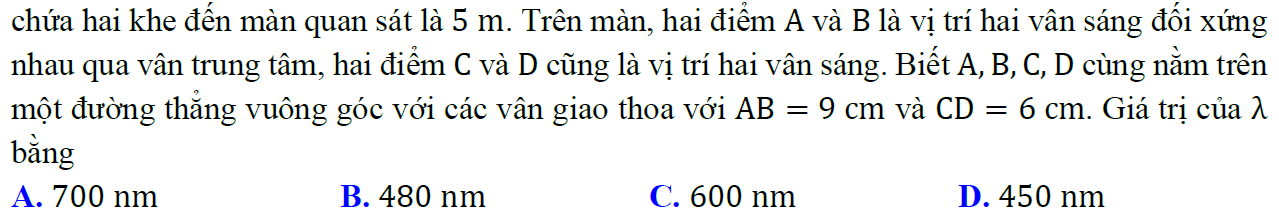 chứa hai khe đến màn quan sát là 5 m. Trên màn, hai điểm A và B là vị trí hai vân sáng đối xứng
nhau qua vân trung tâm, hai điểm C và D cũng là vị trí hai vân sáng. Biết A, B, C, D cùng nằm trên
một đường thẳng vuông góc với các vân giao thoa với AB = 9 cm và CD = 6 cm. Giá trị của λ
bằng
A. 700 nm B. 480 nm C. 600 nm D. 450 nm